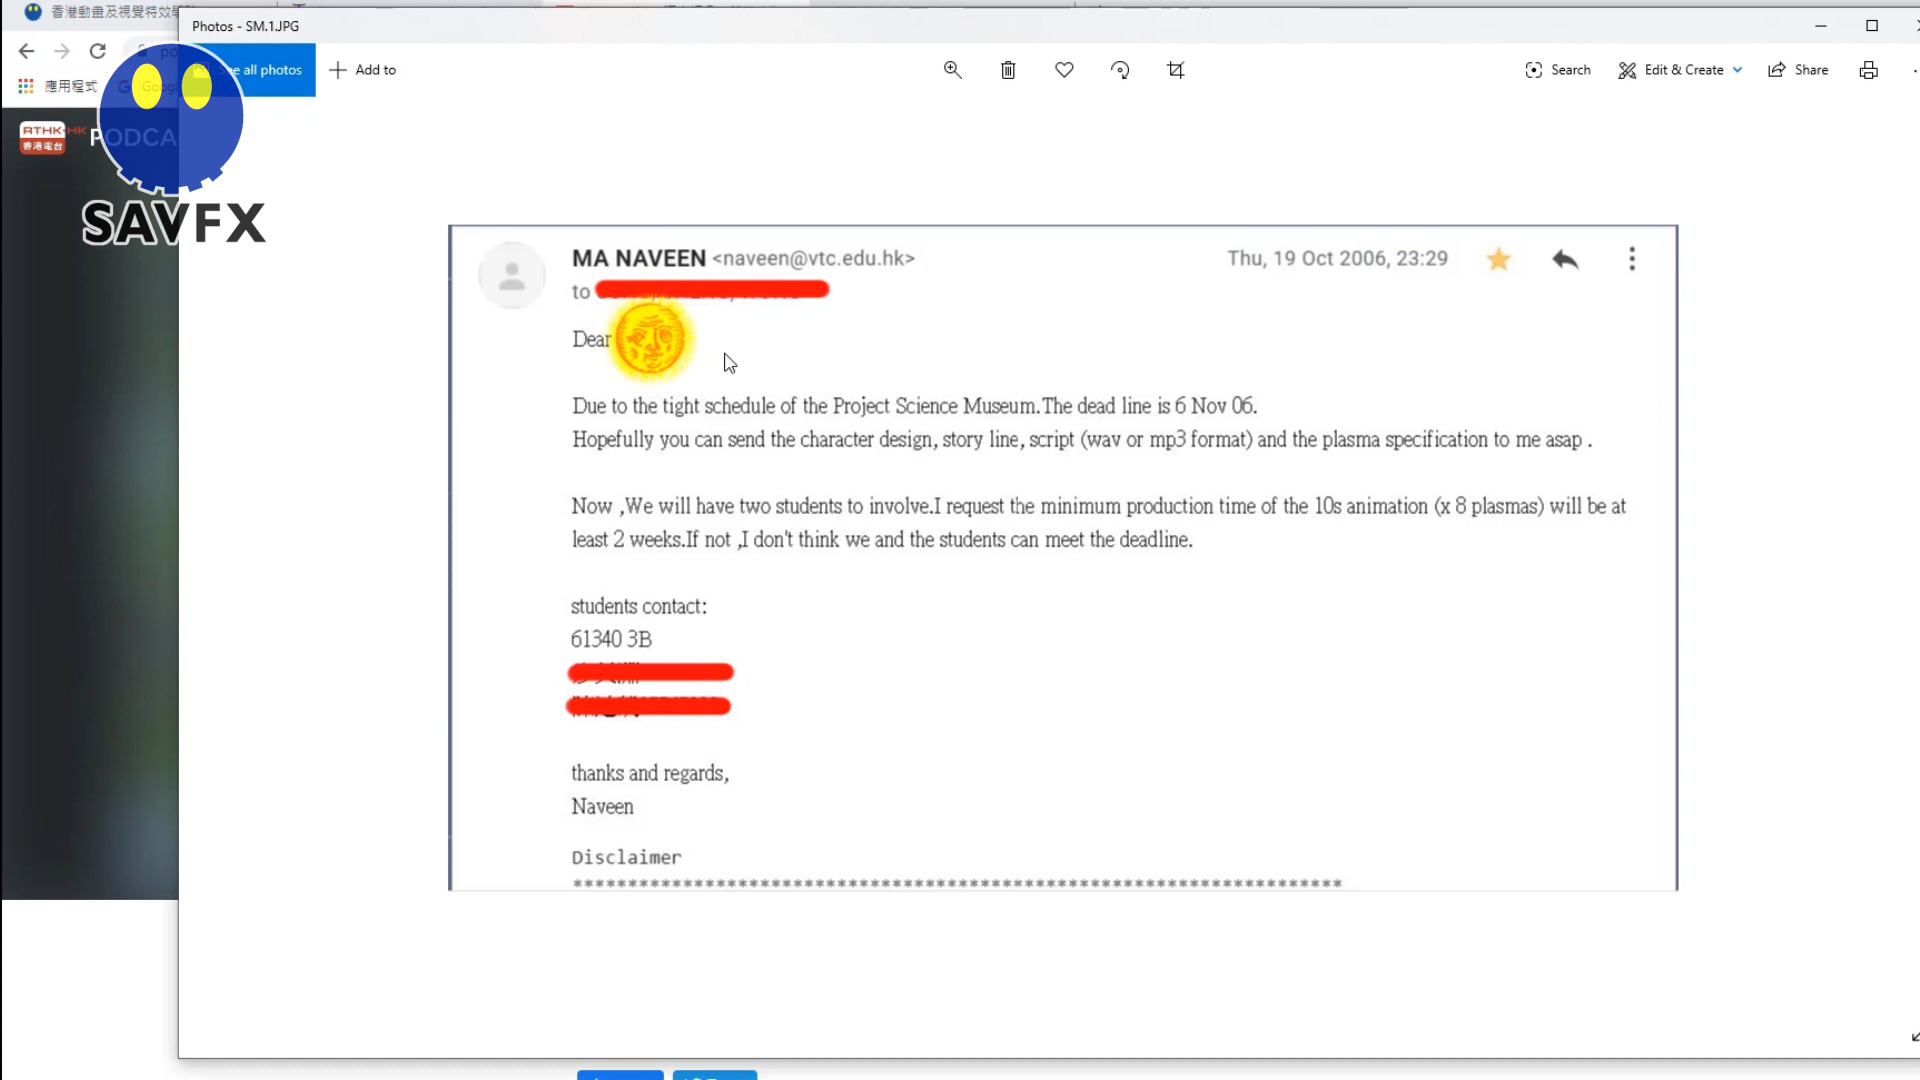 香港動畫及視覺特效學
Photos - SM.1.JPG
See all photos
Add to
Search
Edit & Create
Share
應用程式
RTHK.HK
香港電台
PODCA
SAVFX
MA NAVEEN <naveen@vtc.edu.hk>
Thu, 19 Oct 2006, 23:29
to
Dear
Due to the tight schedule of the Project Science Museum.The dead line is 6 Nov 06.
Hopefully you can send the character design, story line, script (wav or mp3 format) and the plasma specification to me asap .
Now ,We will have two students to involve.I request the minimum production time of the 10s animation (x 8 plasmas) will be at
least 2 weeks.If not ,I don't think we and the students can meet the deadline.
students contact:
61340 3B
thanks and regards,
Naveen
Disclaimer
**********************************************************************